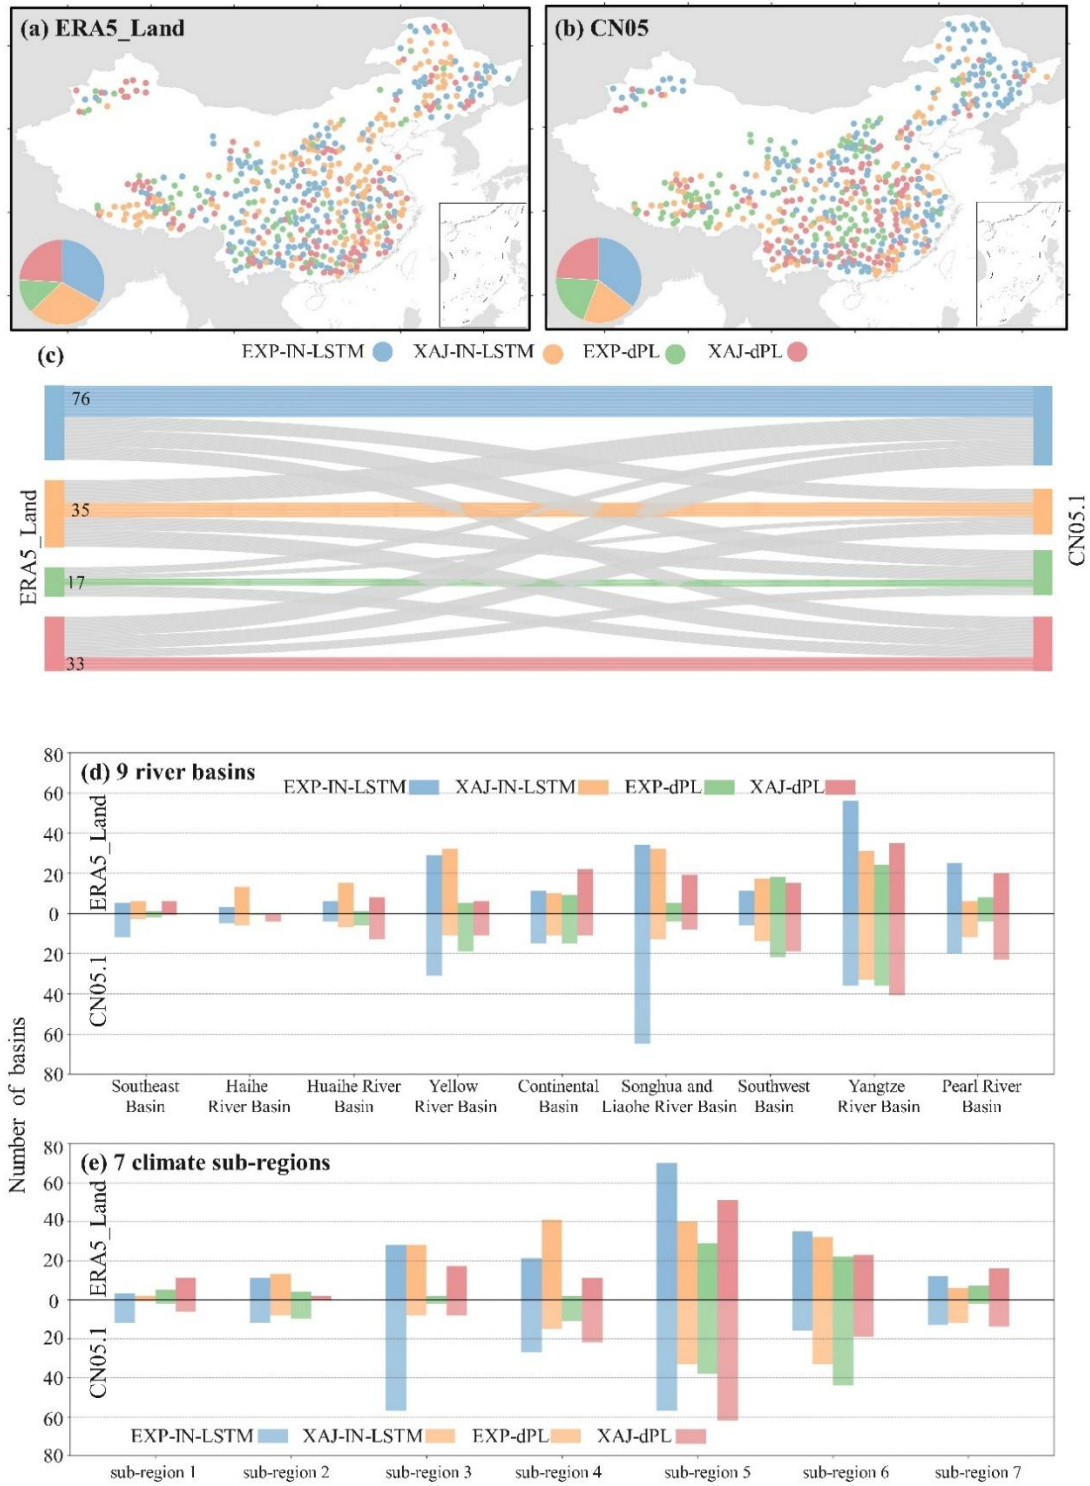 (a) ERA5_Land
(b) CN05
EXP-IN-LSTM XAJ-IN-LSTM EXP-dPL XAJ-dPL
(c)
76
35
17
33
ERA5_Land
CN05.1
(d) 9 river basins
EXP-IN-LSTM XAJ-IN-LSTM EXP-dPL XAJ-dPL
80
60
40
20
0
20
40
60
80
ERA5_Land
CN05.1
Southeast Basin
Haihe River Basin
Huaihe River Basin
Yellow River Basin
Continental Basin
Songhua and Liaohe River Basin
Southwest Basin
Yangtze River Basin
Pearl River Basin
Number of basins
(e) 7 climate sub-regions
80
60
40
20
0
20
40
60
80
ERA5_Land
CN05.1
EXP-IN-LSTM XAJ-IN-LSTM EXP-dPL XAJ-dPL
sub-region 1 sub-region 2 sub-region 3 sub-region 4 sub-region 5 sub-region 6 sub-region 7